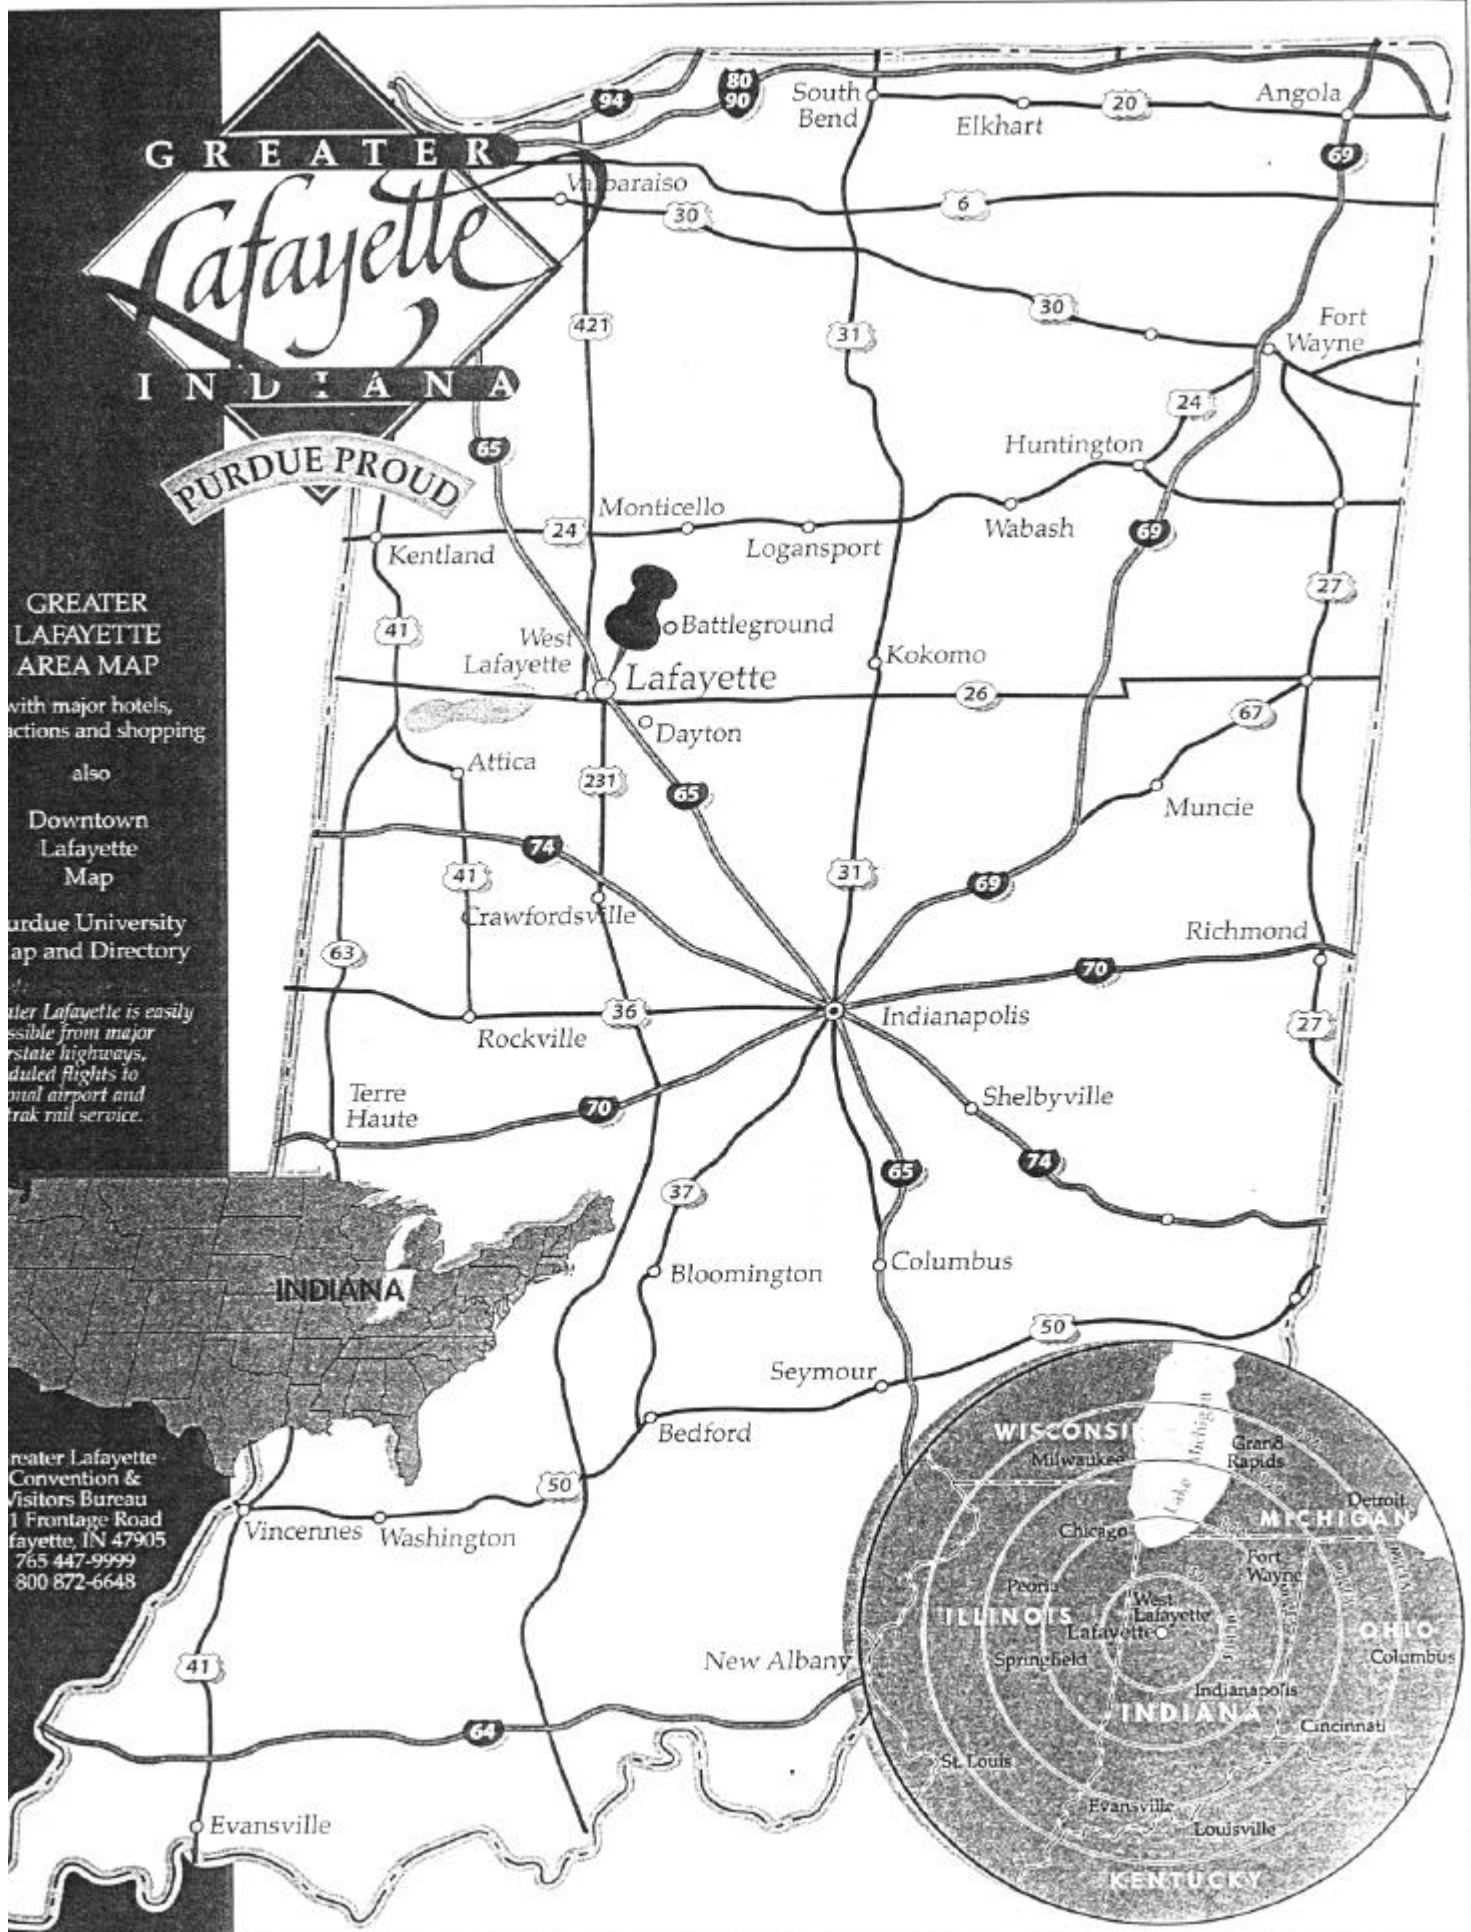 GREATER
Lafayette
INDIANA
PURDUE PROUD
GREATER
LAFAYETTE
AREA MAP
with major hotels,
actions and shopping
also
Downtown
Lafayette
Map
urdue University
ap and Directory
ater Lafayette is easily
ssible from major
rstate highways,
duled flights to
onal airport and
trak rail service.
INDIANA
reater Lafayette
Convention &
Visitors Bureau
1 Frontage Road
fayette, IN 47905
765 447-9999
800 872-6648
94
80
90
South
Bend
Elkhart
20
Angola
69
Valparaiso
30
6
421
31
30
Fort
Wayne
24
65
Huntington
Monticello
24
Kentland
Logansport
Wabash
69
27
41
West
Lafayette
Battleground
Lafayette
Kokomo
26
67
Dayton
Attica
231
65
Muncie
74
41
31
69
Crawfordsville
Richmond
63
70
36
Indianapolis
27
Rockville
Terre
Haute
70
Shelbyville
74
65
37
Bloomington
Columbus
50
Seymour
Bedford
50
Vincennes
Washington
41
New Albany
64
Evansville
WISCONSI
Milwaukee
Lake Michigan
Grand
Rapids
Detroit
MICHIGAN
Chicago
Fort
Wayne
Peoria
West
Lafayette
ILLINOIS
Lafayette
OHIO
Springfield
Columbus
Indianapolis
INDIANA
Cincinnati
St. Louis
Evansville
Louisville
KENTUCKY